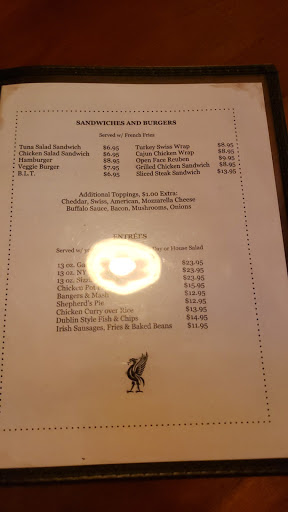 SANDWICHES AND BURGERS
Served w/ French Fries
Tuna Salad Sandwich $6.95
Chicken Salad Sandwich $6.95
Hamburger $8.95
Veggie Burger $7.95
B.L.T. $6.95
Turkey Swiss Wrap $8.95
Cajun Chicken Wrap $8.95
Open Face Reuben $9.95
Grilled Chicken Sandwich $8.95
Sliced Steak Sandwich $13.95
Additional Toppings, $1.00 Extra:
Cheddar, Swiss, American, Mozzarella Cheese
Buffalo Sauce, Bacon, Mushrooms, Onions
ENTRÉES
Served w/ or House Salad
13 oz. $23.95
13 oz. NY $23.95
13 oz. $23.95
Chicken Pot $15.95
Bangers & Mash $12.95
Shepherd's Pie $12.95
Chicken Curry over Rice $13.95
Dublin Style Fish & Chips $14.95
Irish Sausages, Fries & Baked Beans $11.95